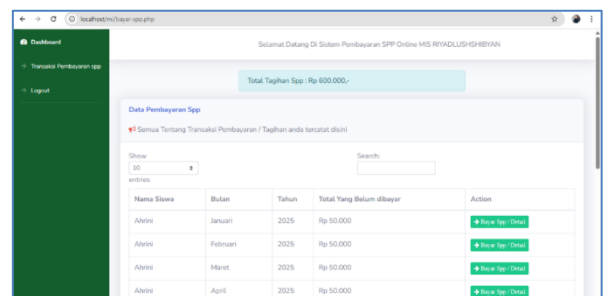 localhost/mi/bayar-spp.php
Dashboard
Selamat Datang Di Sistem Pembayaran SPP Online MIS RIYADLUSHSHIBYAN
Transaksi Pembayaran spp
Logout
Total Tagihan Spp : Rp 600.000,-
Data Pembayaran Spp
Semua Tentang Transaksi Pembayaran / Tagihan anda tercatat disini
Show
Search:
10
entries
Nama Siswa Bulan Tahun Total Yang Belum dibayar Action
Ahrini Januari 2025 Rp 50.000 Bayar Spp / Detail
Ahrini Februari 2025 Rp 50.000 Bayar Spp / Detail
Ahrini Maret 2025 Rp 50.000 Bayar Spp / Detail
Ahrini April 2025 Rp 50.000 Bayar Spp / Detail